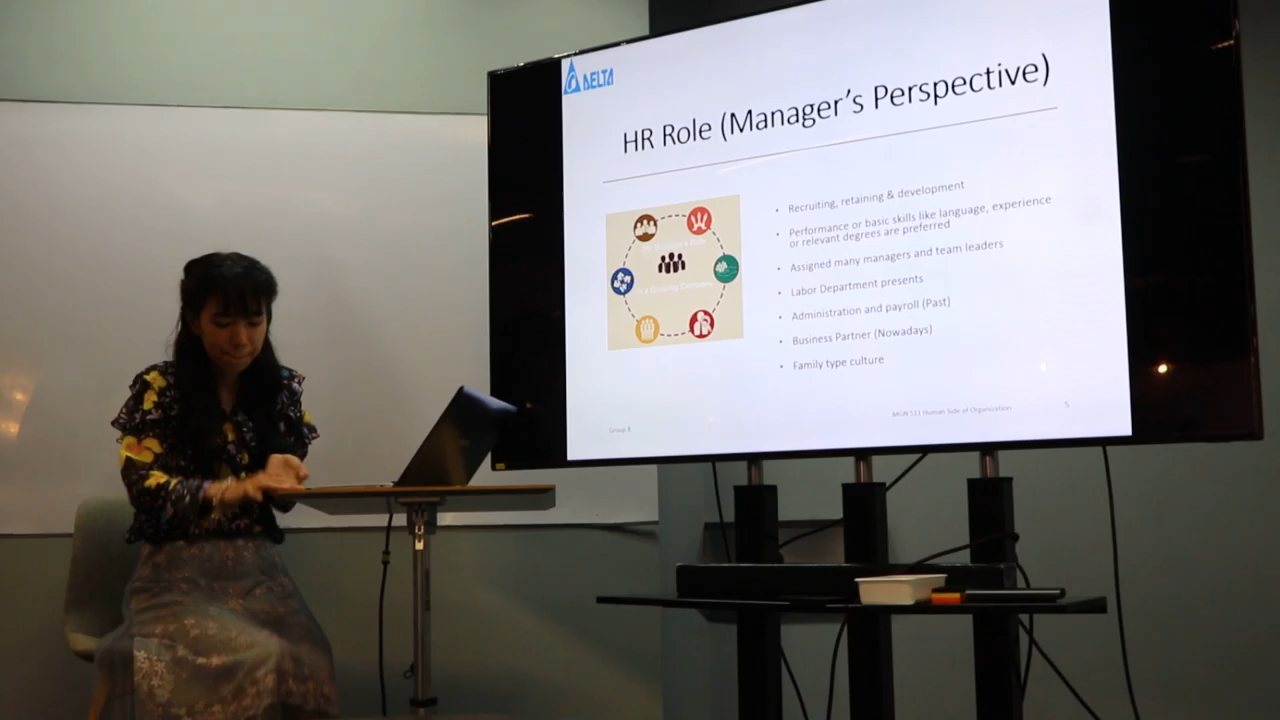 DELTA
HR Role (Manager's Perspective)
• Recruiting, retaining & development
• Performance or basic skills like language, experience
or relevant degrees are preferred
• Assigned many managers and team leaders
• Labor Department presents
• Administration and payroll (Past)
• Business Partner (Nowadays)
• Family type culture
Group 8
MGN 511 Human Side of Organization
5